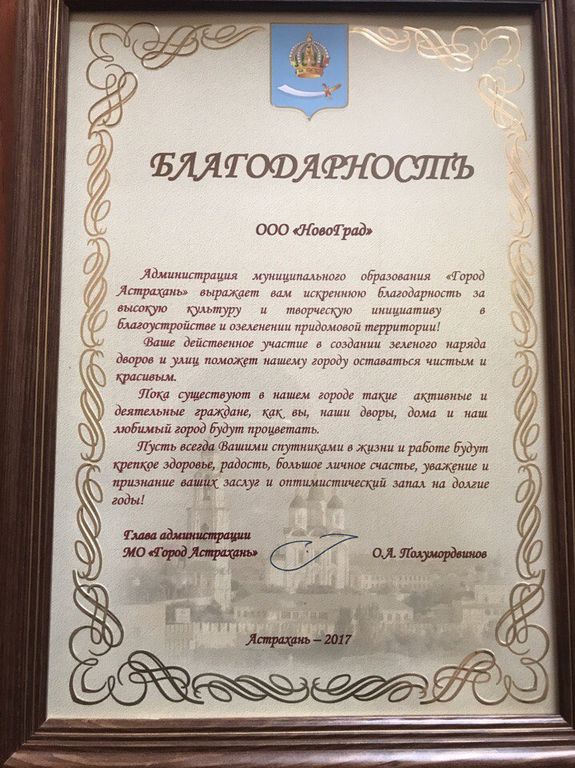 БЛАГОДАРНОСТЬ
ООО «НовоГрад»
Администрация муниципального образования «Город
Астрахань» выражает вам искреннюю благодарность за
высокую культуру и творческую инициативу в
благоустройстве и озеленении придомовой территории!
Ваше действенное участие в создании зеленого наряда
дворов и улиц поможет нашему городу оставаться чистым и
красивым.
Пока существуют в нашем городе такие активные и
деятельные граждане, как вы, наши дворы, дома и наш
любимый город будут процветать.
Пусть всегда Вашими спутниками в жизни и работе будут
крепкое здоровье, радость, большое личное счастье, уважение и
признание ваших заслуг и оптимистический запал на долгие
годы!
Глава администрации
МО «Город Астрахань» О.А. Полумордвинов
Астрахань – 2017